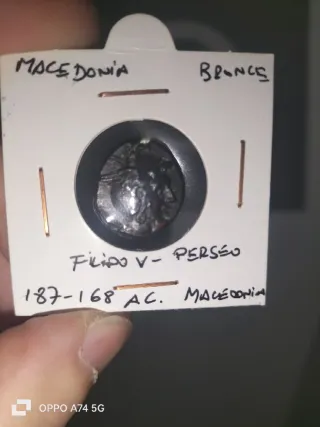 MACEDONIA BRONCE
FILIPO V - PERSEO
187-168 AC. MACEDONIA
OPPO A74 5G